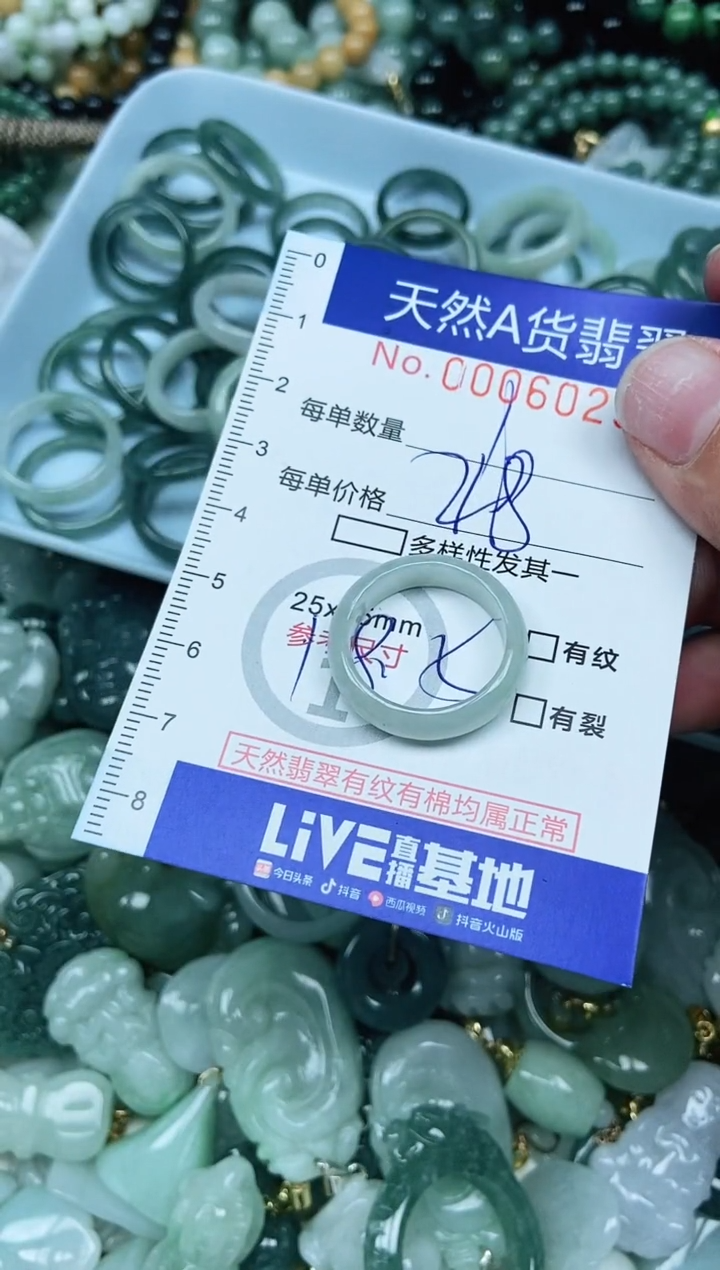 0
1
2
3
4
5
6
7
8
天然A货翡翠
No.000602
每单数量 1
每单价格 248
多样性发其一
25x mm
参考尺寸
有纹
有裂
天然翡翠有纹有棉均属正常
LiVE直播基地
今日头条 抖音 西瓜视频 抖音火山版